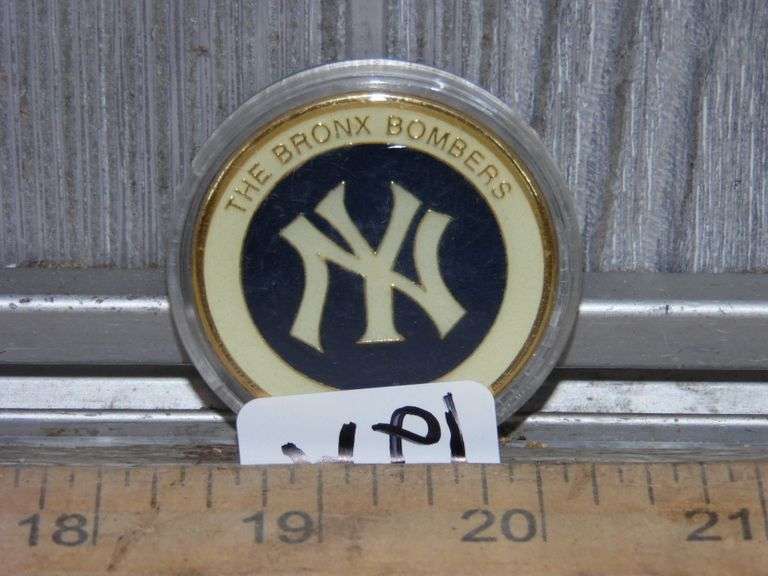 THE BRONX BOMBERS
NY
18 19 20 21